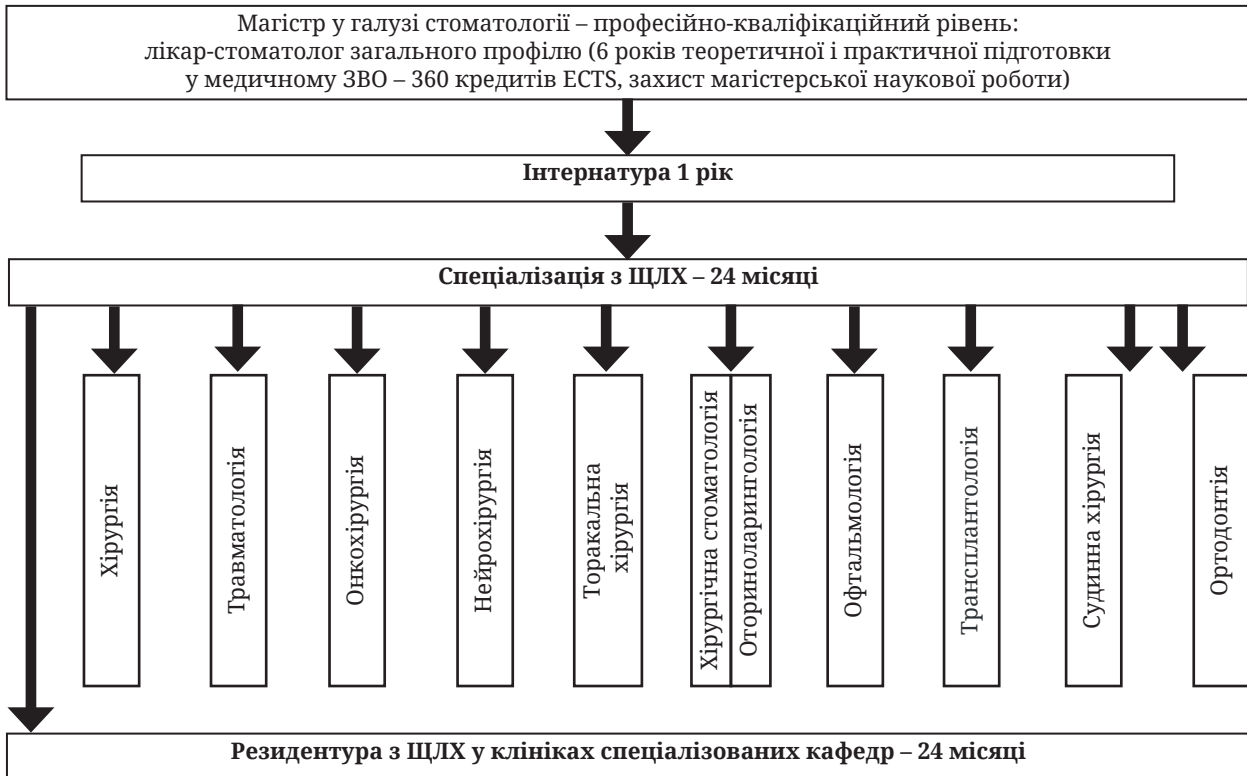 Магістр у галузі стоматології – професійно-кваліфікаційний рівень:
лікар-стоматолог загального профілю (6 років теоретичної і практичної підготовки
у медичному ЗВО – 360 кредитів ECTS, захист магістерської наукової роботи)
Інтернатура 1 рік
Спеціалізація з ЩЛХ – 24 місяці
Хірургія
Травматологія
Онкохірургія
Нейрохірургія
Торакальна
хірургія
Хірургічна стоматологія
Оториноларингологія
Офтальмологія
Трансплантологія
Судинна хірургія
Ортодонтія
Резидентура з ЩЛХ у клініках спеціалізованих кафедр – 24 місяці